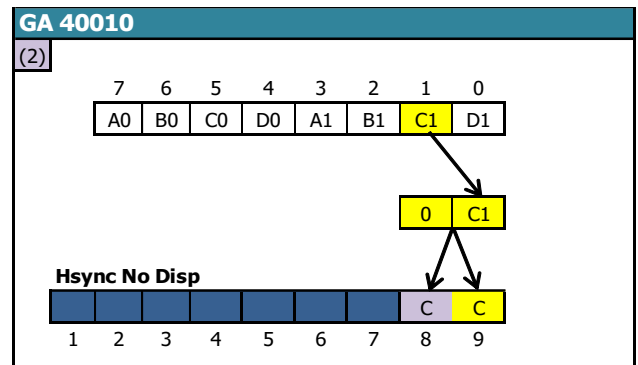 GA 40010
(2)
7 6 5 4 3 2 1 0
A0 B0 C0 D0 A1 B1 C1 D1
0 C1
Hsync No Disp
C C
1 2 3 4 5 6 7 8 9